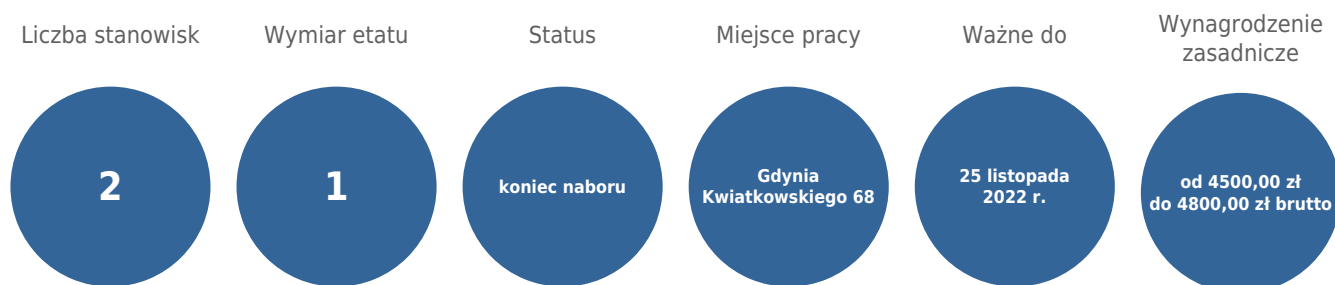 Liczba stanowisk
2
Wymiar etatu
1
Status
koniec naboru
Miejsce pracy
Gdynia
Kwiatkowskiego 68
Ważne do
25 listopada
2022 r.
Wynagrodzenie
zasadnicze
od 4500,00 zł
do 4800,00 zł brutto